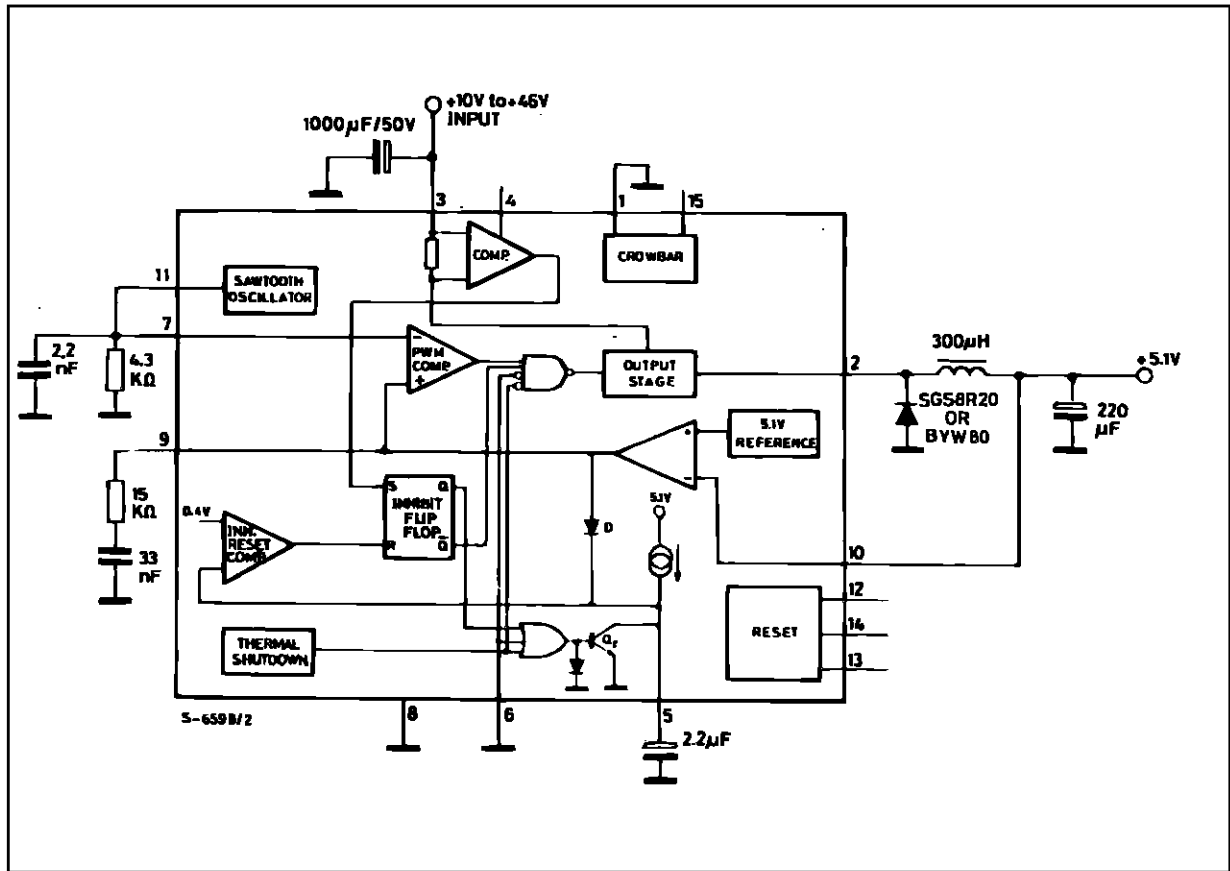 +10V to +46V
INPUT
1000µF/50V
3
4
1
15
COMP.
CROWBAR
11
SAWTOOTH
OSCILLATOR
7
2,2
nF
4.3
KΩ
-
PWM
COMP
+
OUTPUT
STAGE
2
300µH
+5.1V
SG58R20
OR
BYW80
220
µF
9
+
-
5.1V
REFERENCE
15
KΩ
33
nF
0.4V
INH.
RESET
COMP.
S
Q
INHIBIT
FLIP
FLOP
R
Q̅
D
5.1V
10
12
14
13
RESET
THERMAL
SHUTDOWN
Qr
8
6
5
S-6598/2
2.2µF